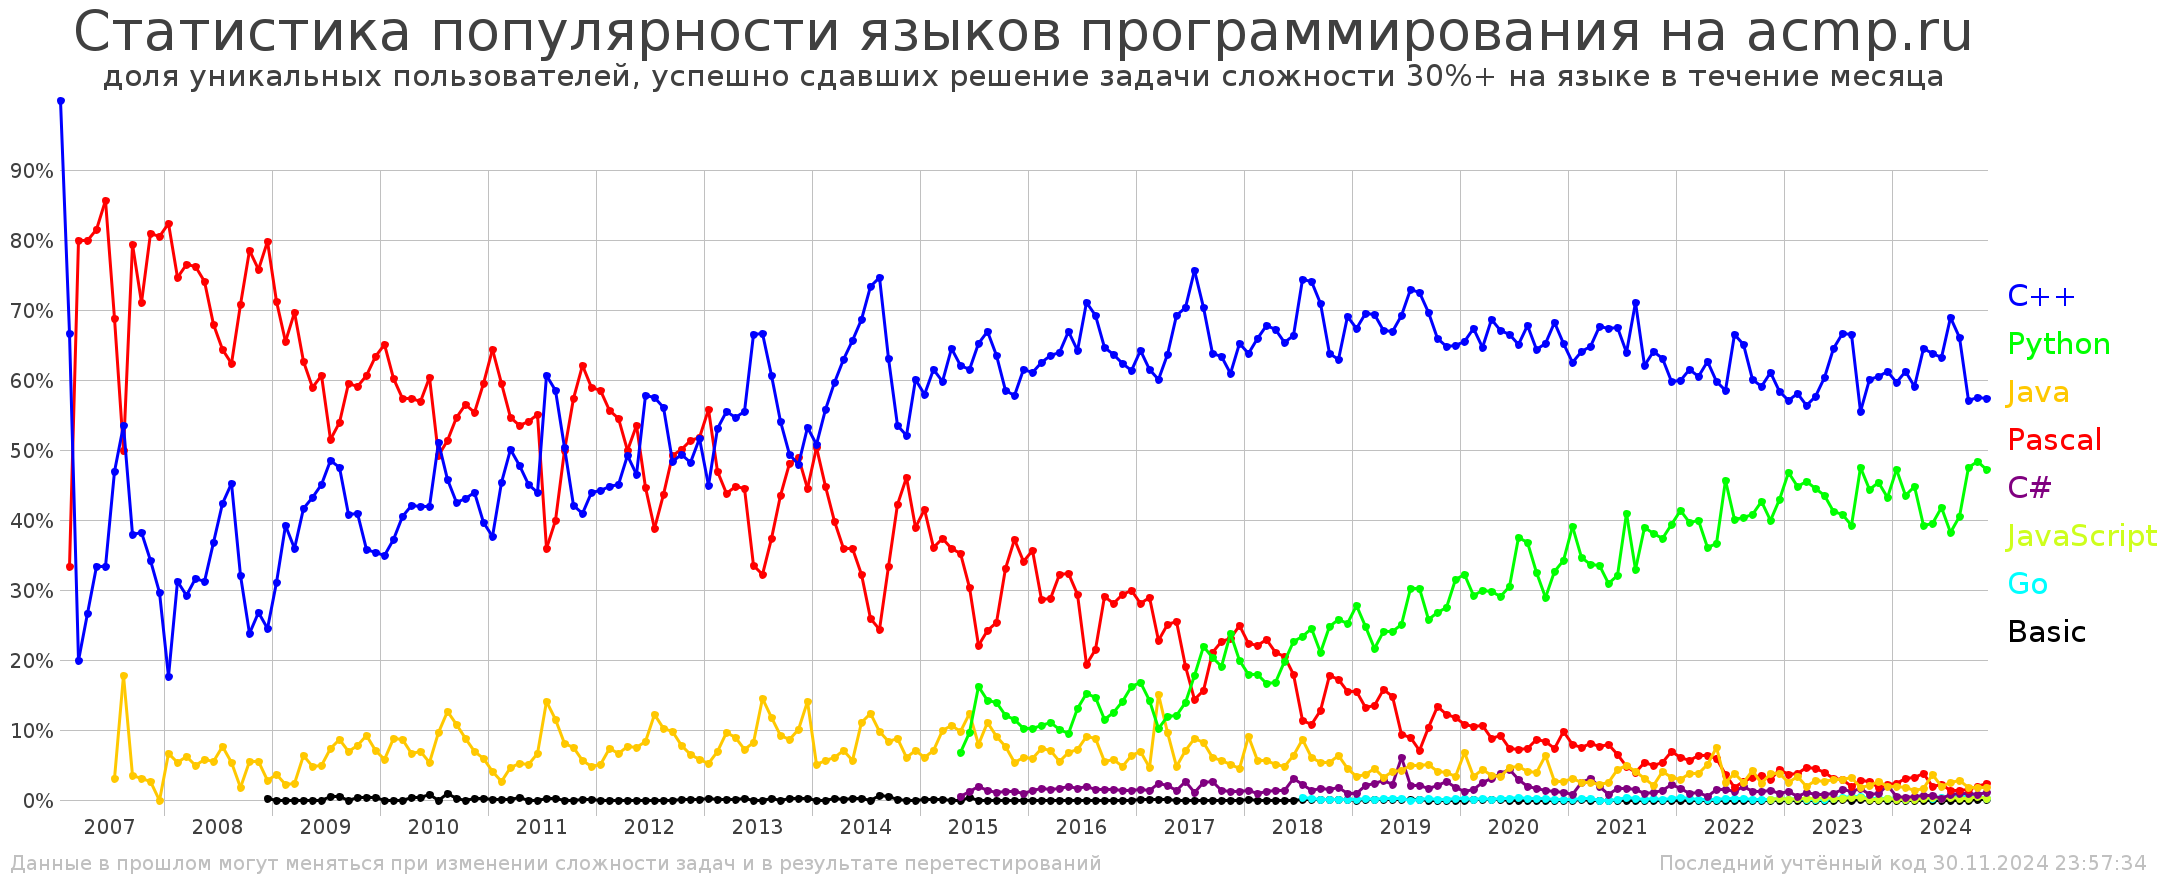 Статистика популярности языков программирования на acmp.ru
доля уникальных пользователей, успешно сдавших решение задачи сложности 30%+ на языке в течение месяца
90%
80%
70%
60%
50%
40%
30%
20%
10%
0%
2007 2008 2009 2010 2011 2012 2013 2014 2015 2016 2017 2018 2019 2020 2021 2022 2023 2024
C++
Python
Java
Pascal
C#
JavaScript
Go
Basic
Данные в прошлом могут меняться при изменении сложности задач и в результате перетестирований
Последний учтённый код 30.11.2024 23:57:34